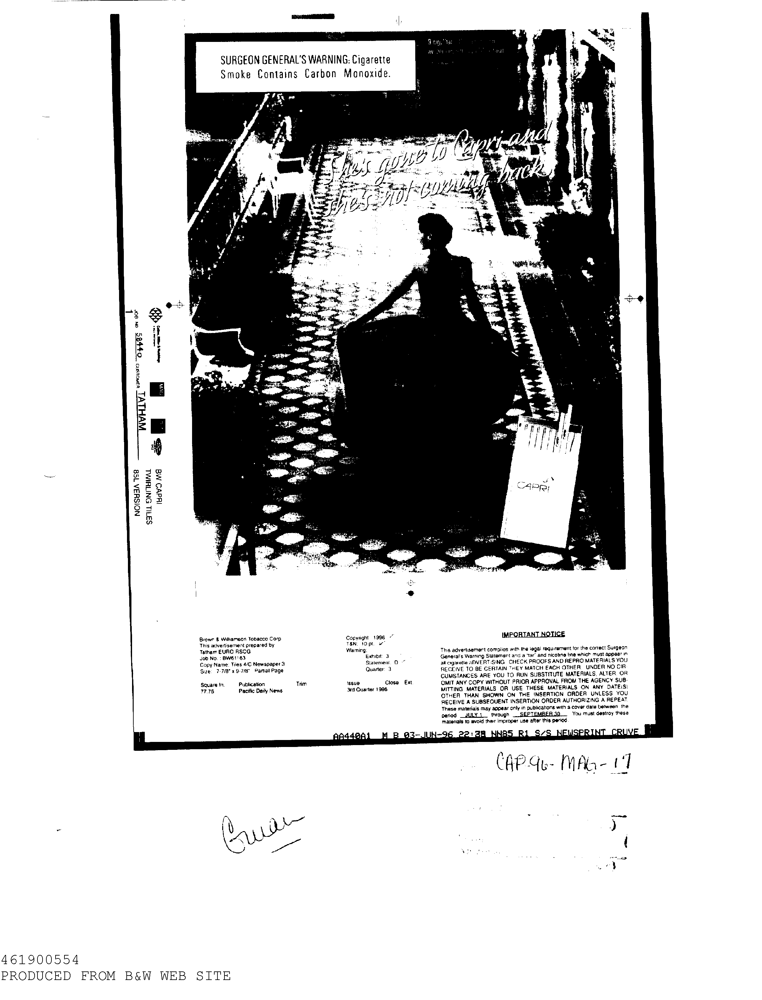 SURGEON GENERAL'S WARNING: Cigarette
Smoke Contains Carbon Monoxide.
She's gone to Capri and
she's not coming back.
CAPRI
JOB No 58440 CUSTOMER TATHAM
BW CAPRI
TWIRLING TILES
85L VERSION
Brown & Williamson Tobacco Corp
This advertisement prepared by
Tatham EURO RSCG
Job No.: BW61163
Copy Name: Tiles 4/C Newspaper 3
Size: 7-7/8" x 9-7/8" Partial Page
Square In. Publication Trim
77.76 Pacific Daily News
Copyright 1996
T&N 10 pt
Warning
Exhibit: 3
Statement: D
Quarter: 3
Issue Close Ext
3rd Quarter 1996
IMPORTANT NOTICE
This advertisement complies with the legal requirement for the correct Surgeon
General's Warning Statement and a "tar" and nicotine line which must appear in
all cigarette ADVERTISING. CHECK PROOFS AND REPRO MATERIALS YOU
RECEIVE TO BE CERTAIN THEY MATCH EACH OTHER. UNDER NO CIR-
CUMSTANCES ARE YOU TO RUN SUBSTITUTE MATERIALS, ALTER OR
OMIT ANY COPY WITHOUT PRIOR APPROVAL FROM THE AGENCY SUB-
MITTING MATERIALS OR USE THESE MATERIALS ON ANY DATE(S)
OTHER THAN SHOWN ON THE INSERTION ORDER UNLESS YOU
RECEIVE A SUBSEQUENT INSERTION ORDER AUTHORIZING A REPEAT.
These materials may appear only in publications with a cover date between the
period JULY 1 through SEPTEMBER 30. You must destroy these
materials to avoid their improper use after this period
AA440A1 M B 03-JUN-96 22:38 NN85 R1 S/S NEWSPRINT CRUVE
CAP-96-MAG-17
461900554
PRODUCED FROM B&W WEB SITE